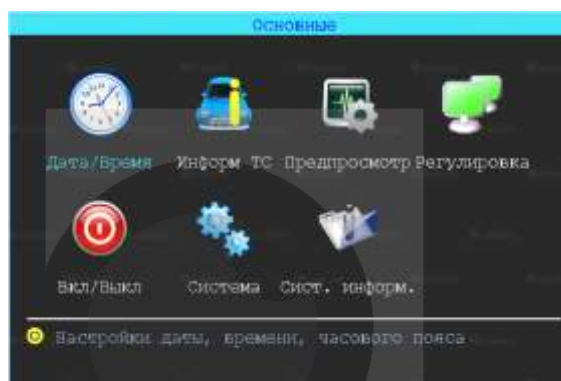 Основные
Дата/Время Информ ТС Предпросмотр Регулировка
Вкл/Выкл Система Сист. информ.
Настройки даты, времени, часового пояса